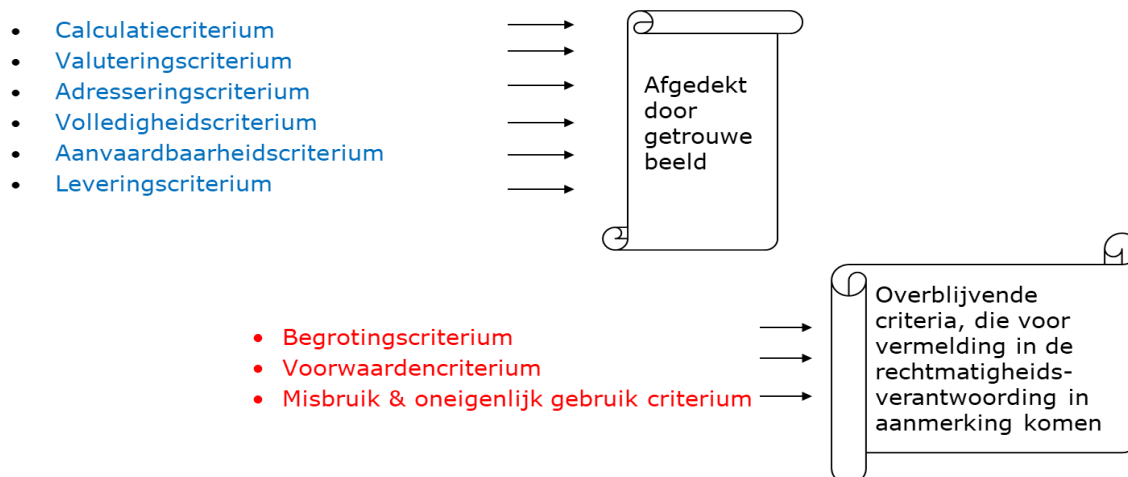 • Calculatiecriterium
• Valuteringscriterium
• Adresseringscriterium
• Volledigheidscriterium
• Aanvaardbaarheidscriterium
• Leveringscriterium
Afgedekt
door
getrouwe
beeld
• Begrotingscriterium
• Voorwaardencriterium
• Misbruik & oneigenlijk gebruik criterium
Overblijvende
criteria, die voor
vermelding in de
rechtmatigheids-
verantwoording in
aanmerking komen